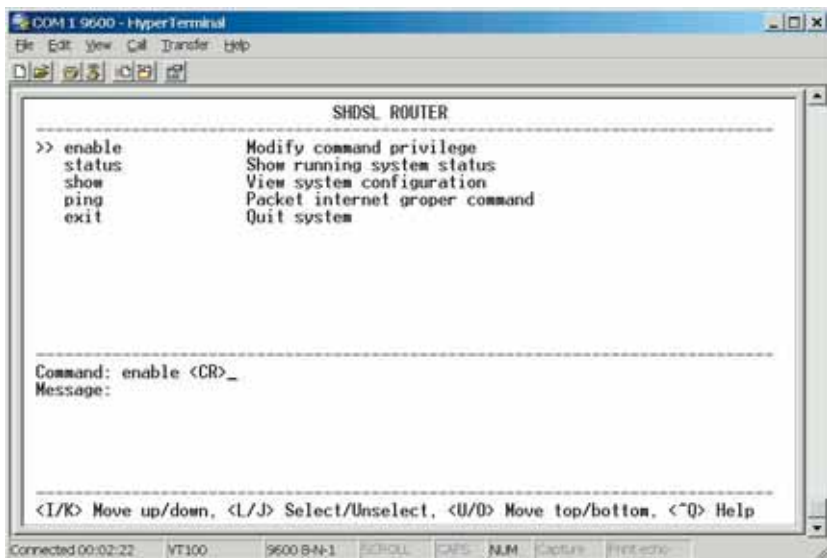 COM 1 9600 - HyperTerminal
File Edit View Call Transfer Help
SHDSL ROUTER
>> enable Modify command privilege
status Show running system status
show View system configuration
ping Packet internet groper command
exit Quit system
Command: enable <CR>_
Message:
<I/K> Move up/down, <L/J> Select/Unselect, <U/O> Move top/bottom, <^Q> Help
Connected 00:02:22 VT100 9600 8-N-1 SCROLL CAPS NUM Capture Print echo